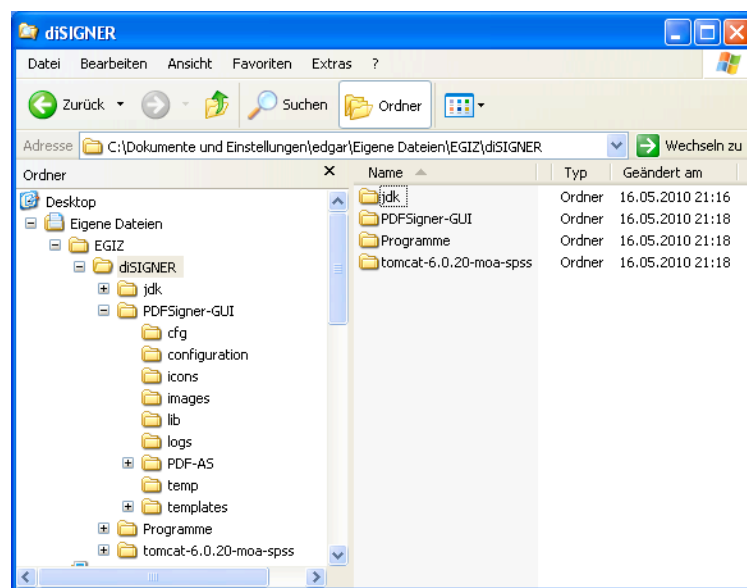 diSIGNER
Datei Bearbeiten Ansicht Favoriten Extras ?
Zurück Suchen Ordner
Adresse C:\Dokumente und Einstellungen\edgar\Eigene Dateien\EGIZ\diSIGNER Wechseln zu
Ordner
Desktop
Eigene Dateien
EGIZ
diSIGNER
jdk
PDFSigner-GUI
cfg
configuration
icons
images
lib
logs
PDF-AS
temp
templates
Programme
tomcat-6.0.20-moa-spss
Name Typ Geändert am
jdk Ordner 16.05.2010 21:16
PDFSigner-GUI Ordner 16.05.2010 21:18
Programme Ordner 16.05.2010 21:18
tomcat-6.0.20-moa-spss Ordner 16.05.2010 21:18